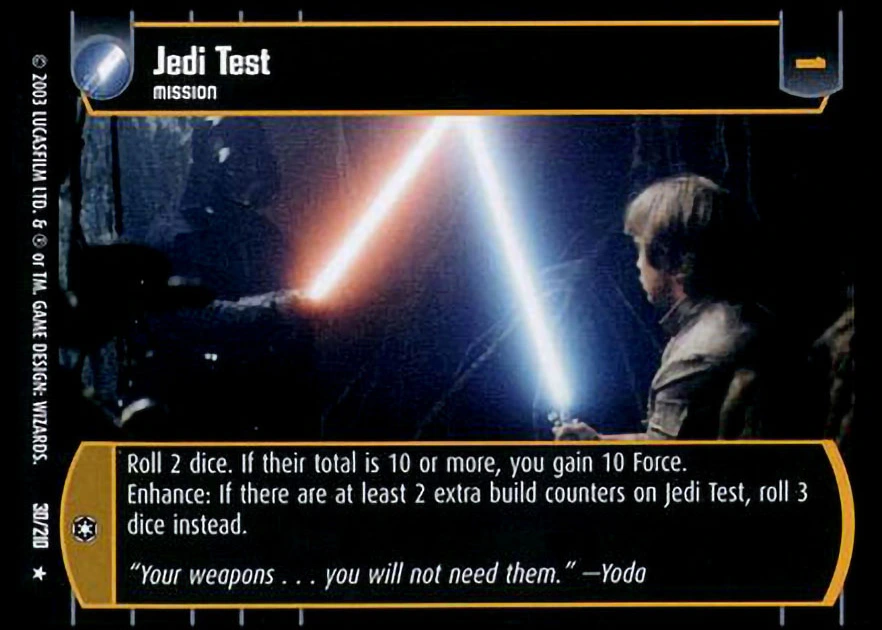 Jedi Test
MISSION
1
Roll 2 dice. If their total is 10 or more, you gain 10 Force.
Enhance: If there are at least 2 extra build counters on Jedi Test, roll 3
dice instead.
“Your weapons . . . you will not need them.” —Yoda
© 2003 LUCASFILM LTD. & ® or TM. GAME DESIGN: WIZARDS. 30/210 ★